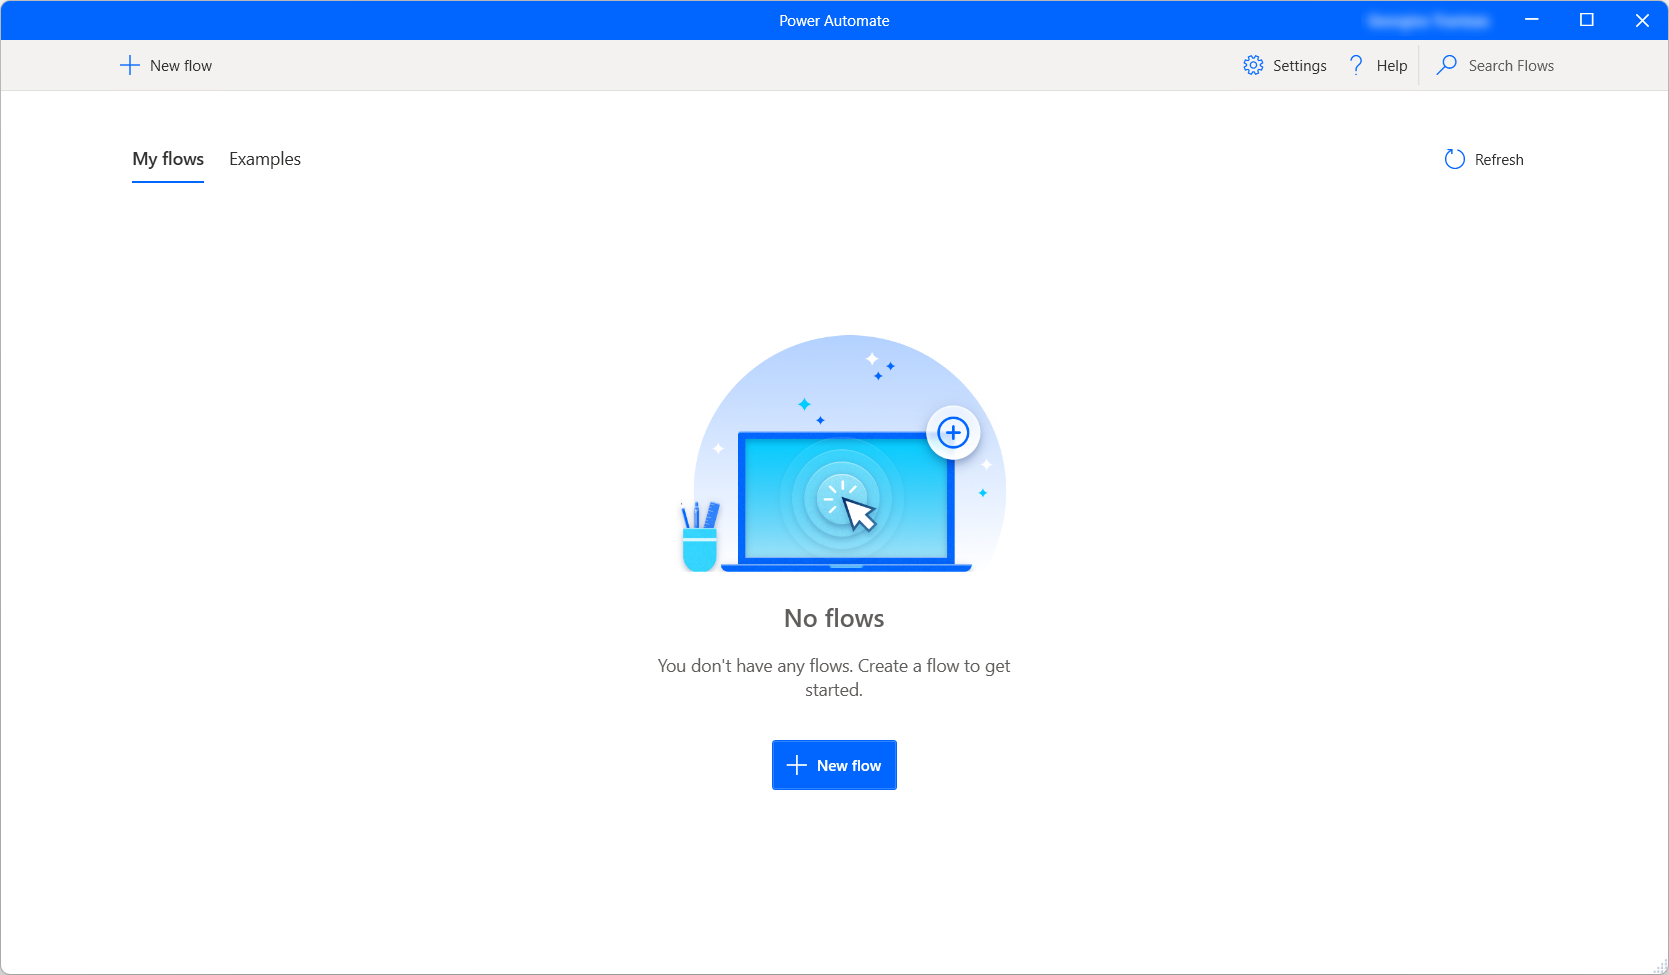 Power Automate
New flow
Settings
Help
Search Flows
My flows
Examples
Refresh
No flows
You don't have any flows. Create a flow to get
started.
New flow